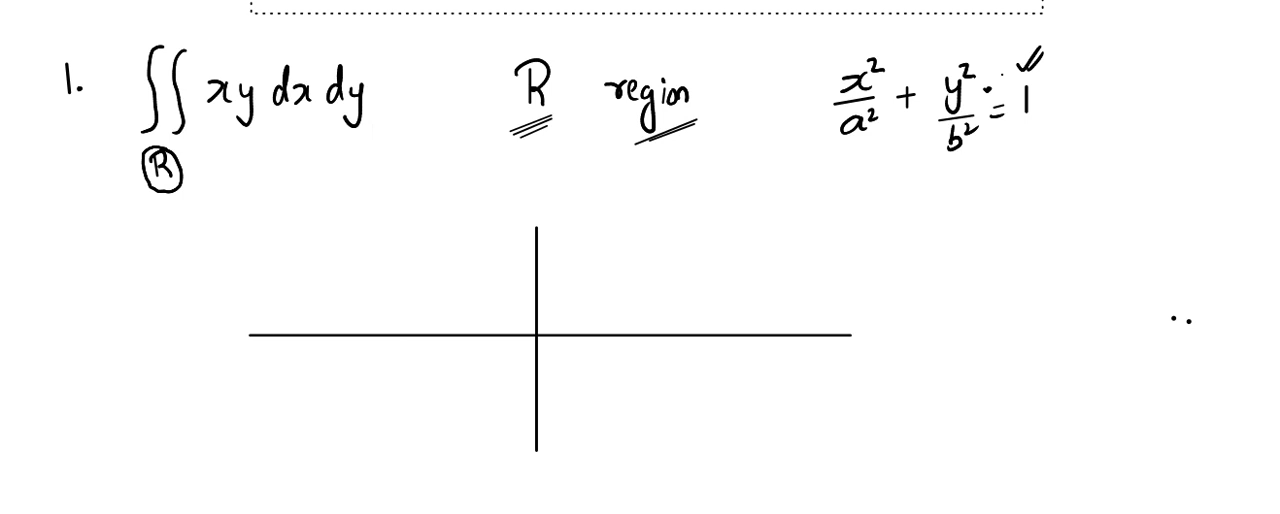 1. ∬ xy dx dy R region x²/a² + y²/b² = 1
R